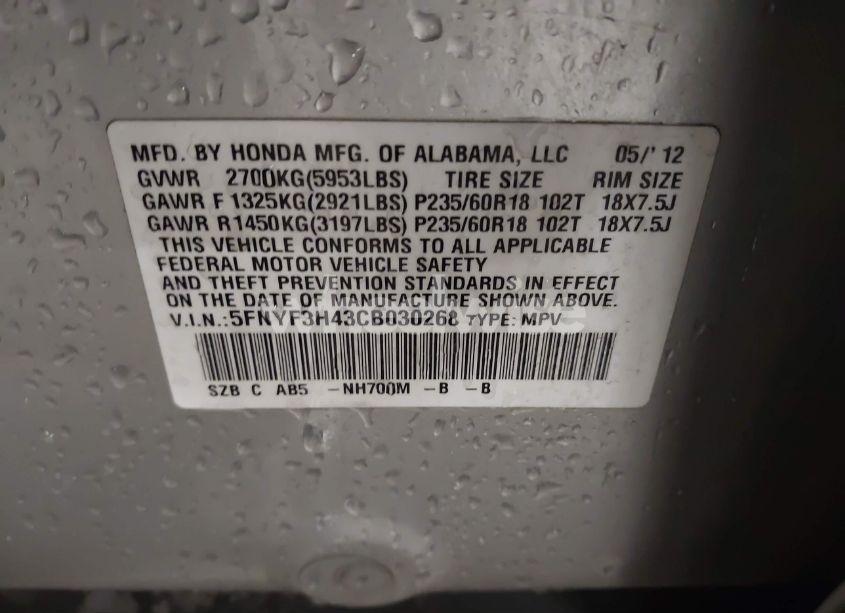 MFD. BY HONDA MFG. OF ALABAMA, LLC 05/'12
GVWR 2700KG(5953LBS) TIRE SIZE RIM SIZE
GAWR F 1325KG(2921LBS) P235/60R18 102T 18X7.5J
GAWR R1450KG(3197LBS) P235/60R18 102T 18X7.5J
THIS VEHICLE CONFORMS TO ALL APPLICABLE
FEDERAL MOTOR VEHICLE SAFETY
AND THEFT PREVENTION STANDARDS IN EFFECT
ON THE DATE OF MANUFACTURE SHOWN ABOVE.
V.I.N.:5FNYF3H43CB030268 TYPE: MPV
SZB C AB5 -NH700M -B -B